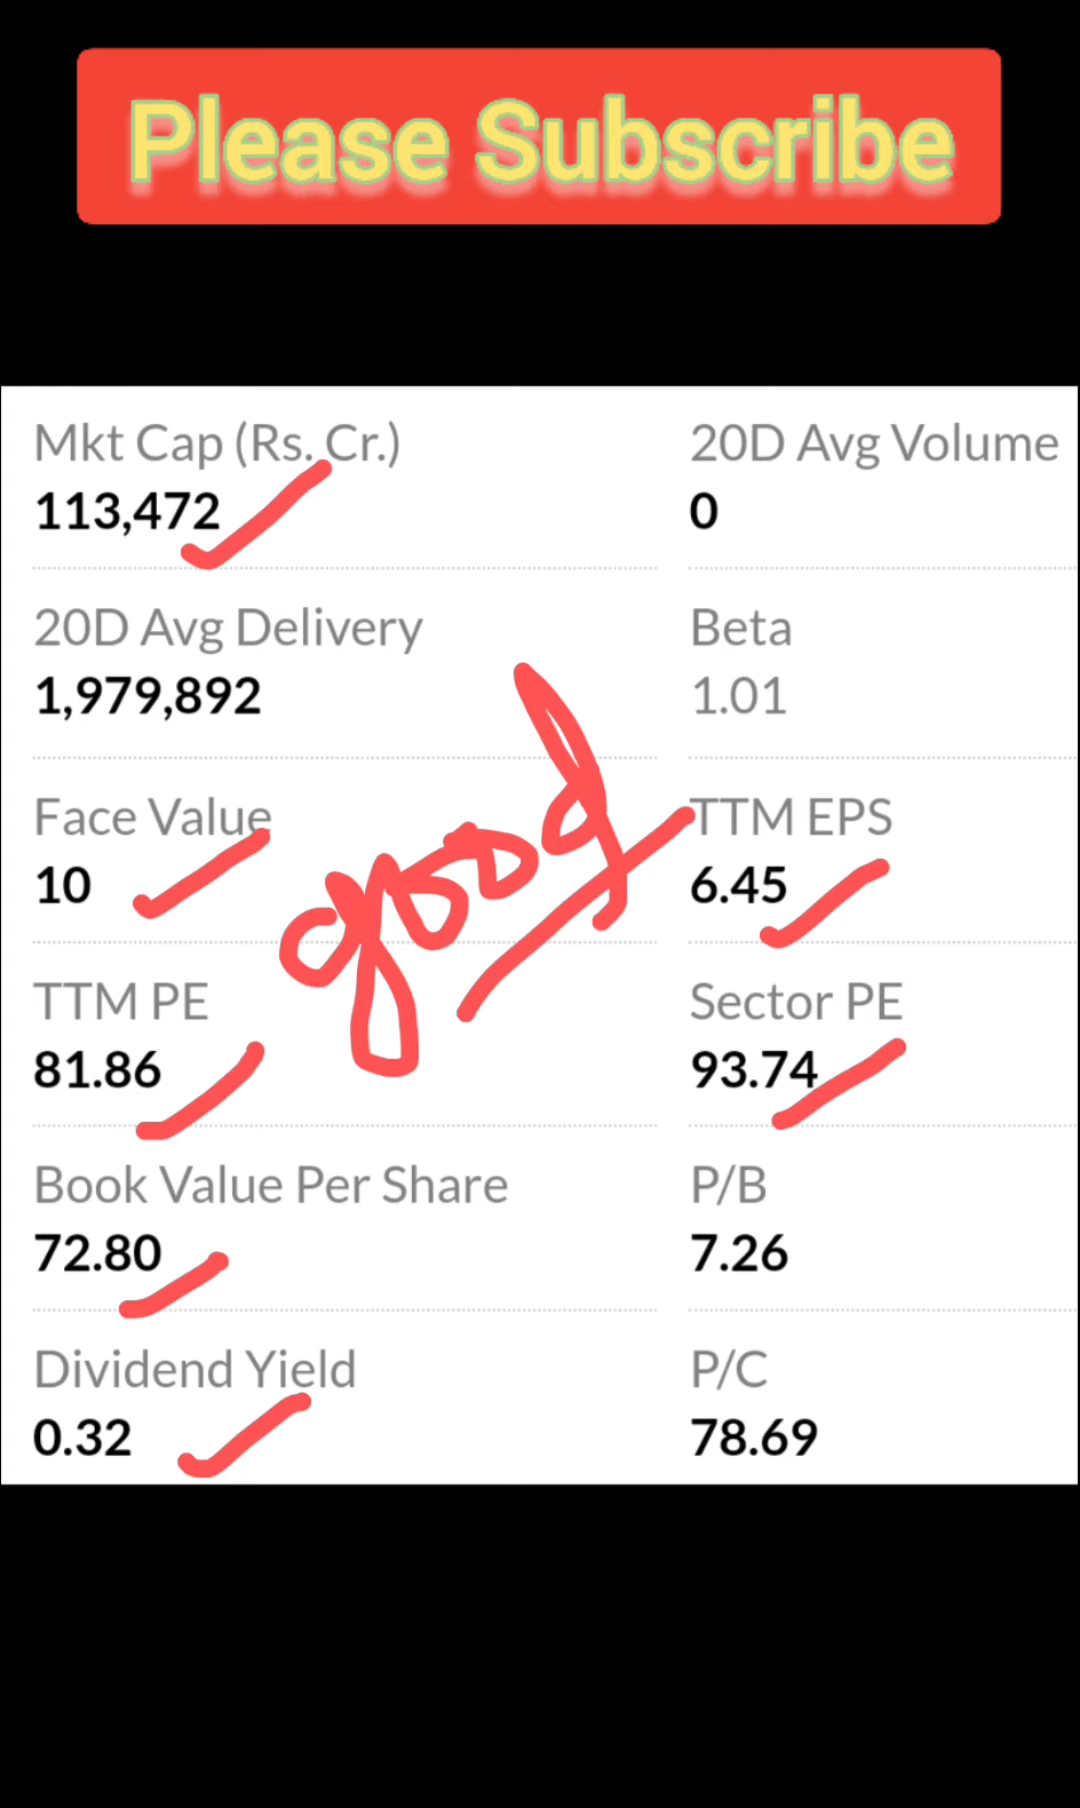 Please Subscribe
Mkt Cap (Rs. Cr.)
113,472
20D Avg Volume
0
20D Avg Delivery
1,979,892
Beta
1.01
Face Value
10
TTM EPS
6.45
good
TTM PE
81.86
Sector PE
93.74
Book Value Per Share
72.80
P/B
7.26
Dividend Yield
0.32
P/C
78.69